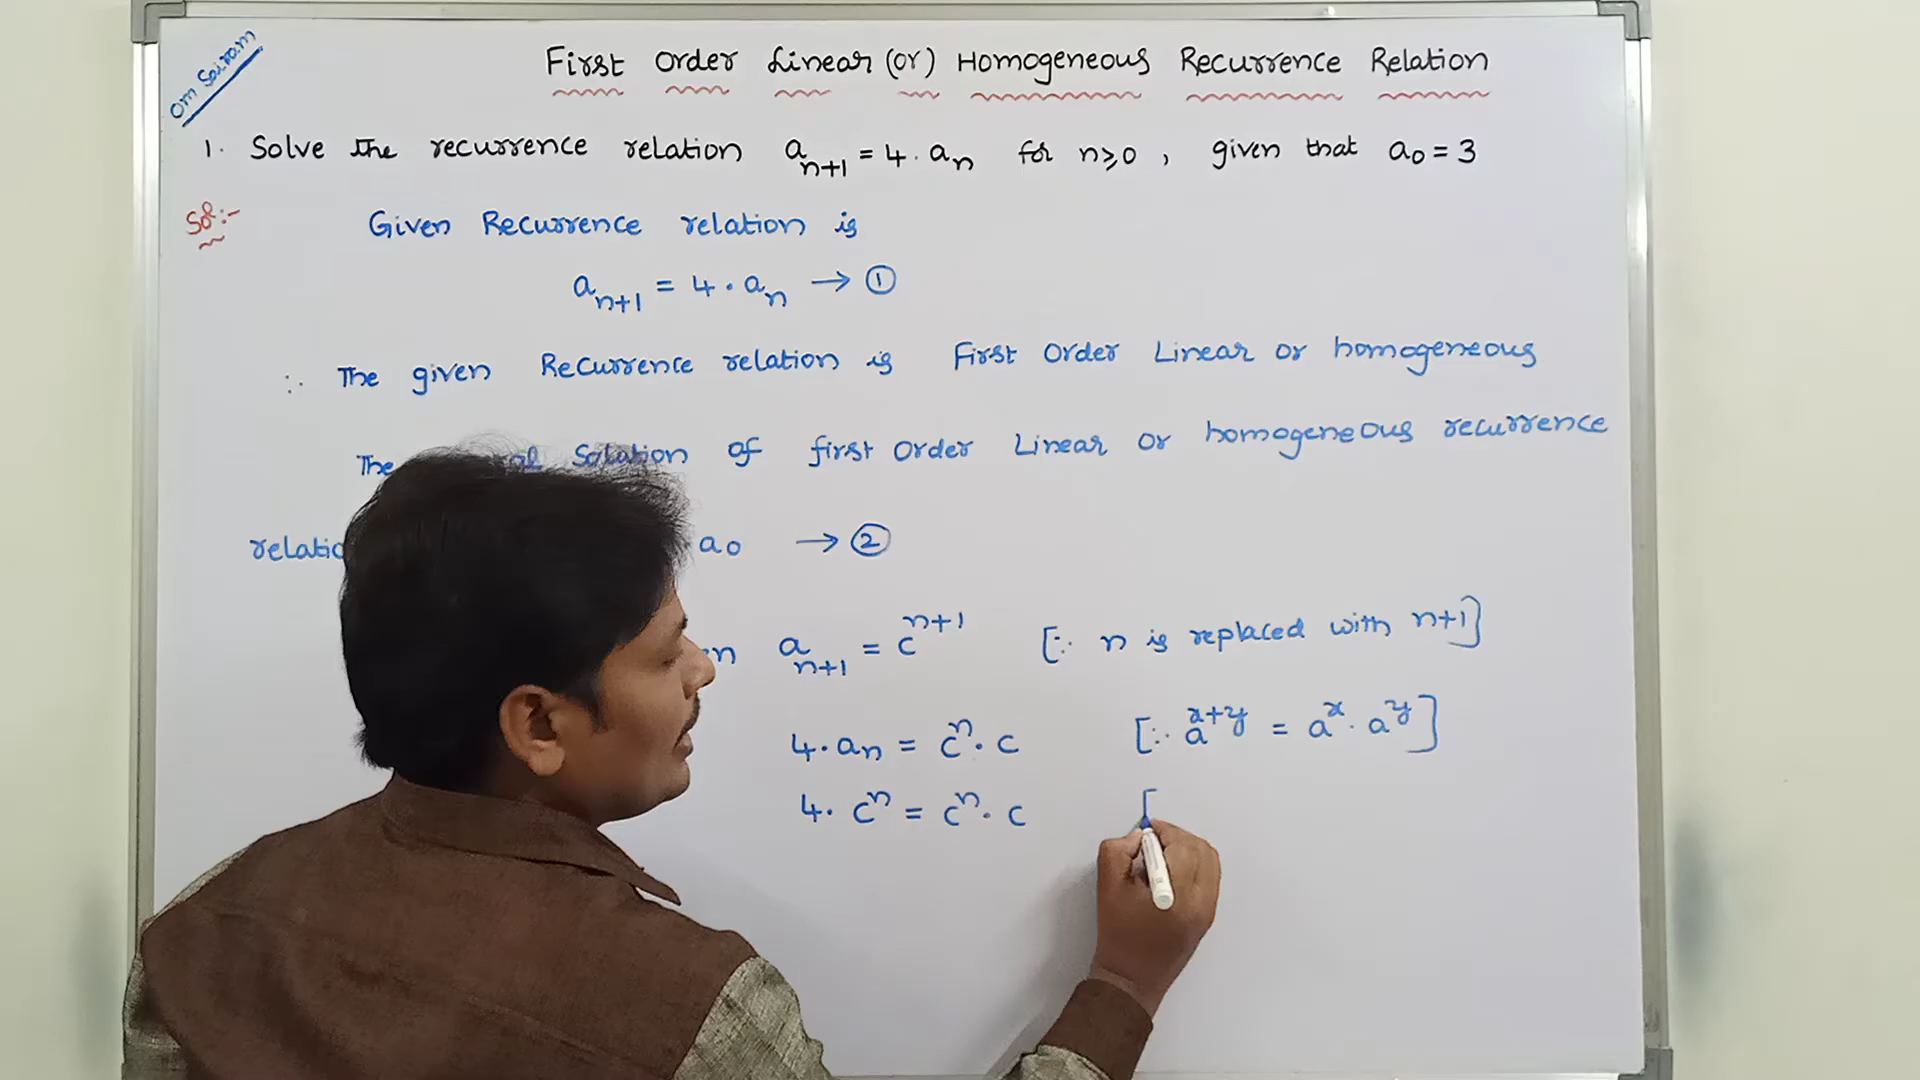 Om Sairam
First Order Linear (or) Homogeneous Recurrence Relation
1. Solve the recurrence relation a_{n+1} = 4 . a_n for n ≥ 0 , given that a_0 = 3
Sol:-
Given Recurrence relation is
a_{n+1} = 4 . a_n → ①
∴ The given Recurrence relation is First Order Linear or homogeneous
The Solution of first Order Linear or homogeneous recurrence
a_0 → ②
a_{n+1} = c^{n+1} [∵ n is replaced with n+1]
4 . a_n = c^n . c [∵ a^{x+y} = a^x . a^y]
4 . c^n = c^n . c [